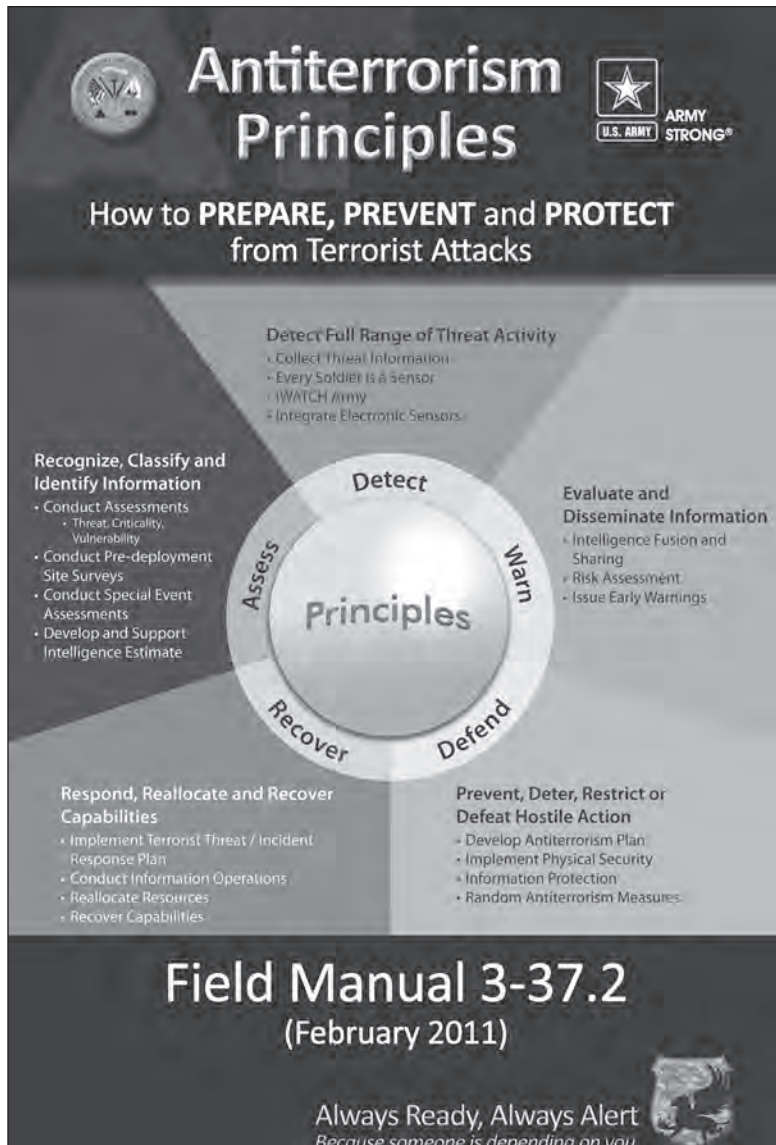 Antiterrorism
Principles
U.S. ARMY
ARMY
STRONG®
How to PREPARE, PREVENT and PROTECT
from Terrorist Attacks
Detect Full Range of Threat Activity
• Collect Threat Information
• Every Soldier is a Sensor
• iWATCH Army
• Integrate Electronic Sensors
Recognize, Classify and
Identify Information
• Conduct Assessments
• Threat, Criticality,
Vulnerability
• Conduct Pre-deployment
Site Surveys
• Conduct Special Event
Assessments
• Develop and Support
Intelligence Estimate
Detect
Warn
Defend
Recover
Assess
Principles
Evaluate and
Disseminate Information
• Intelligence Fusion and
Sharing
• Risk Assessment
• Issue Early Warnings
Respond, Reallocate and Recover
Capabilities
• Implement Terrorist Threat / Incident
Response Plan
• Conduct Information Operations
• Reallocate Resources
• Recover Capabilities
Prevent, Deter, Restrict or
Defeat Hostile Action
• Develop Antiterrorism Plan
• Implement Physical Security
• Information Protection
• Random Antiterrorism Measures
Field Manual 3-37.2
(February 2011)
Always Ready, Always Alert
Because someone is depending on you